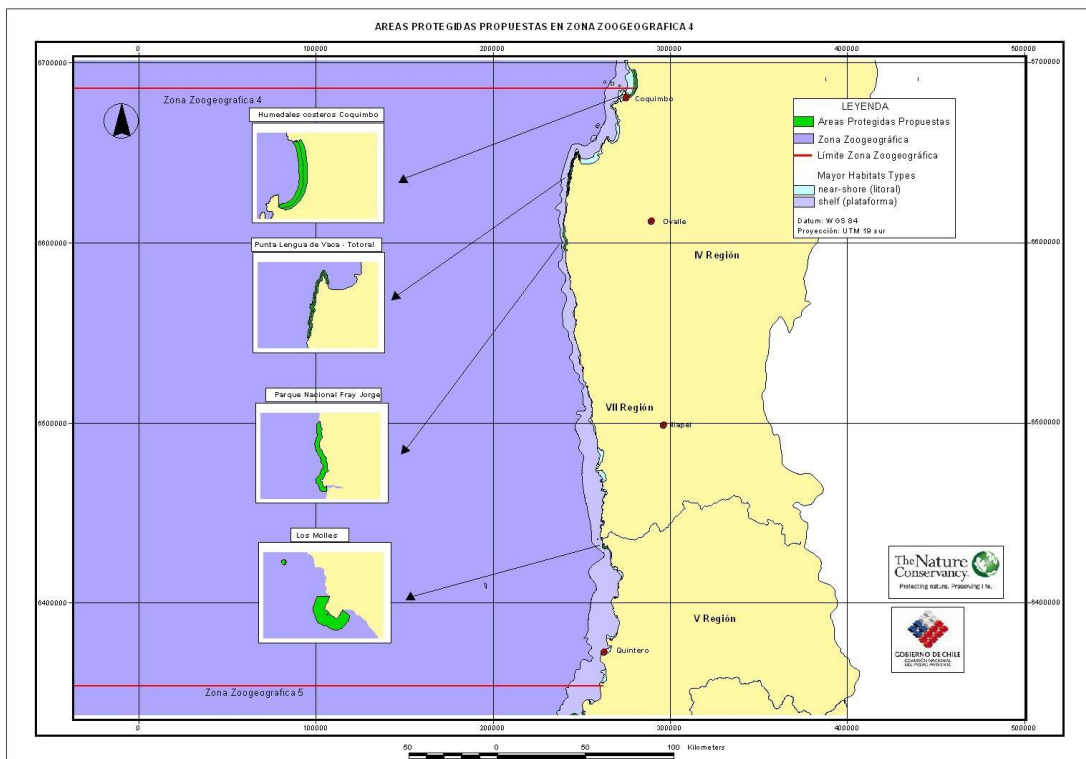 AREAS PROTEGIDAS PROPUESTAS EN ZONA ZOOGEOGRAFICA 4
0 100000 200000 300000 400000 500000
6700000 6700000
Zona Zoogeografica 4
Coquimbo
Humedales costeros Coquimbo
LEYENDA
Areas Protegidas Propuestas
Zona Zoogeográfica
Límite Zona Zoogeográfica
Mayor Habitats Types
near-shore (litoral)
shelf (plataforma)
Datum: WGS 84
Proyección: UTM 19 sur
Ovalle
6600000 6600000
Punta Lengua de Vaca - Totoral
IV Región
Parque Nacional Fray Jorge
VII Región
Illapel
6500000 6500000
Los Molles
The Nature
Conservancy
Protecting nature. Preserving life.
6400000 6400000
V Región
GOBIERNO DE CHILE
COMISIÓN NACIONAL
DEL MEDIO AMBIENTE
Quintero
Zona Zoogeografica 5
0 100000 200000 300000 400000 500000
50 0 50 100 Kilometers